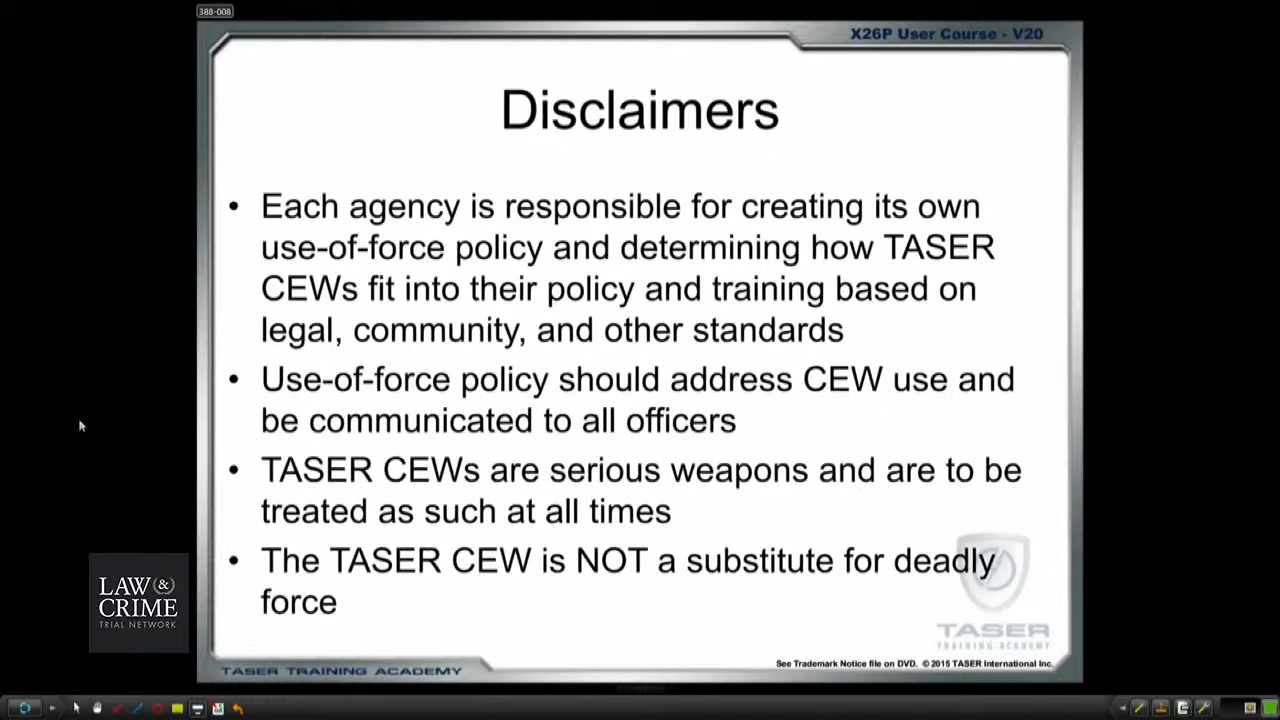 388-008
X26P User Course - V20
Disclaimers
• Each agency is responsible for creating its own
use-of-force policy and determining how TASER
CEWs fit into their policy and training based on
legal, community, and other standards
• Use-of-force policy should address CEW use and
be communicated to all officers
• TASER CEWs are serious weapons and are to be
treated as such at all times
• The TASER CEW is NOT a substitute for deadly
force
LAW &
CRIME
TRIAL NETWORK
TASER
TRAINING ACADEMY
TASER TRAINING ACADEMY
See Trademark Notice file on DVD. © 2015 TASER International Inc.